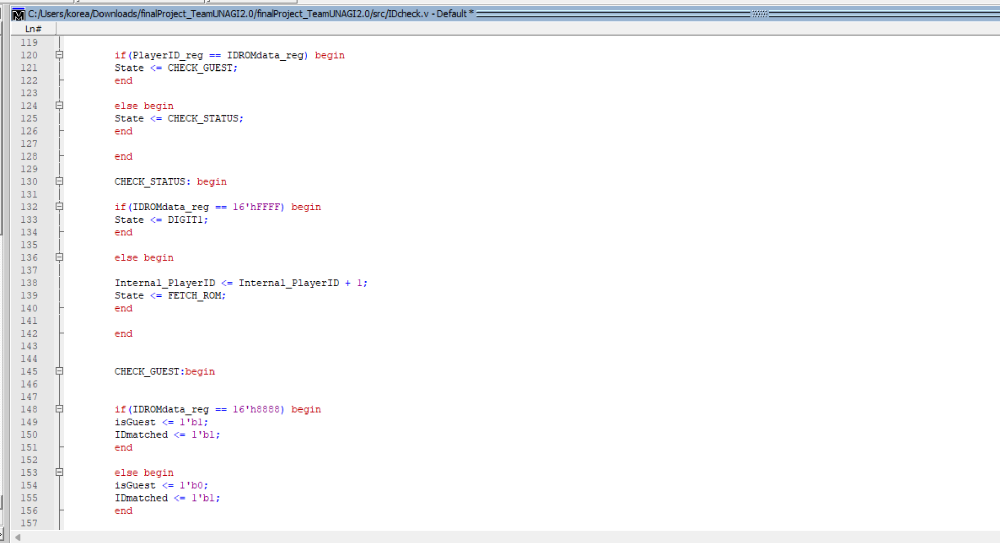 C:/Users/korea/Downloads/finalProject_TeamUNAGI2.0/finalProject_TeamUNAGI2.0/src/IDcheck.v - Default *
Ln#
119
120 if(PlayerID_reg == IDROMdata_reg) begin
121 State <= CHECK_GUEST;
122 end
123
124 else begin
125 State <= CHECK_STATUS;
126 end
127
128 end
129
130 CHECK_STATUS: begin
131
132 if(IDROMdata_reg == 16'hFFFF) begin
133 State <= DIGIT1;
134 end
135
136 else begin
137
138 Internal_PlayerID <= Internal_PlayerID + 1;
139 State <= FETCH_ROM;
140 end
141
142 end
143
144
145 CHECK_GUEST:begin
146
147
148 if(IDROMdata_reg == 16'h8888) begin
149 isGuest <= 1'b1;
150 IDmatched <= 1'b1;
151 end
152
153 else begin
154 isGuest <= 1'b0;
155 IDmatched <= 1'b1;
156 end
157